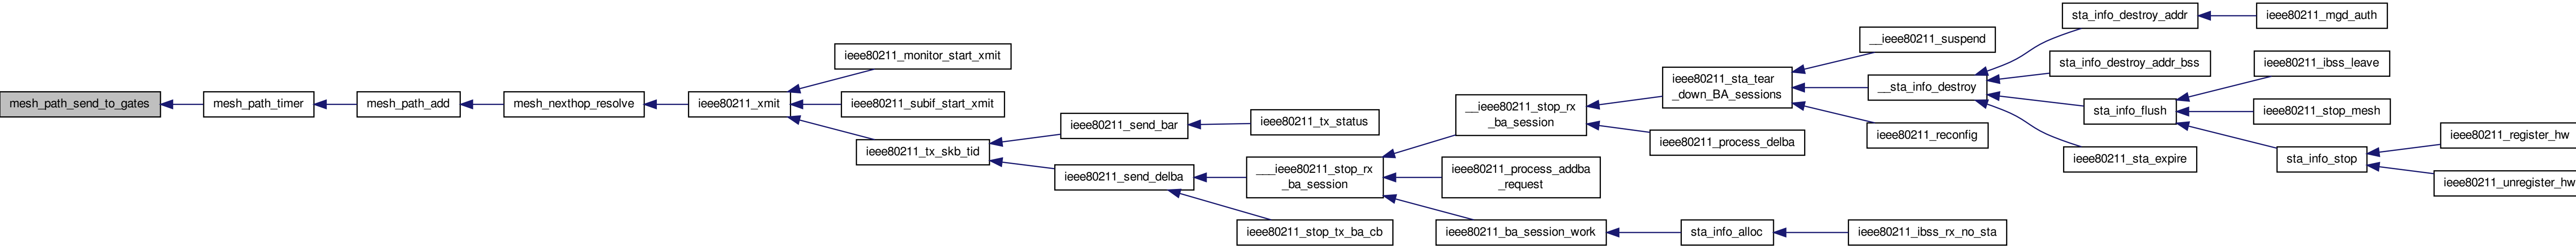 mesh_path_send_to_gates
mesh_path_timer
mesh_path_add
mesh_nexthop_resolve
ieee80211_xmit
ieee80211_monitor_start_xmit
ieee80211_subif_start_xmit
ieee80211_tx_skb_tid
ieee80211_send_bar
ieee80211_tx_status
ieee80211_send_delba
___ieee80211_stop_rx
_ba_session
ieee80211_stop_tx_ba_cb
__ieee80211_stop_rx
_ba_session
ieee80211_process_addba
_request
ieee80211_ba_session_work
ieee80211_sta_tear
_down_BA_sessions
ieee80211_process_delba
sta_info_alloc
ieee80211_ibss_rx_no_sta
__ieee80211_suspend
__sta_info_destroy
ieee80211_reconfig
sta_info_destroy_addr
ieee80211_mgd_auth
sta_info_destroy_addr_bss
sta_info_flush
ieee80211_sta_expire
ieee80211_ibss_leave
ieee80211_stop_mesh
sta_info_stop
ieee80211_register_hw
ieee80211_unregister_hw